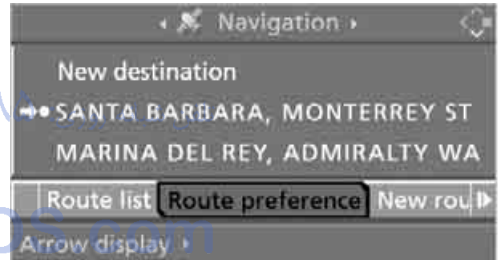 Navigation
New destination
SANTA BARBARA, MONTERREY ST
MARINA DEL REY, ADMIRALTY WA
Route list Route preference New rou
Arrow display